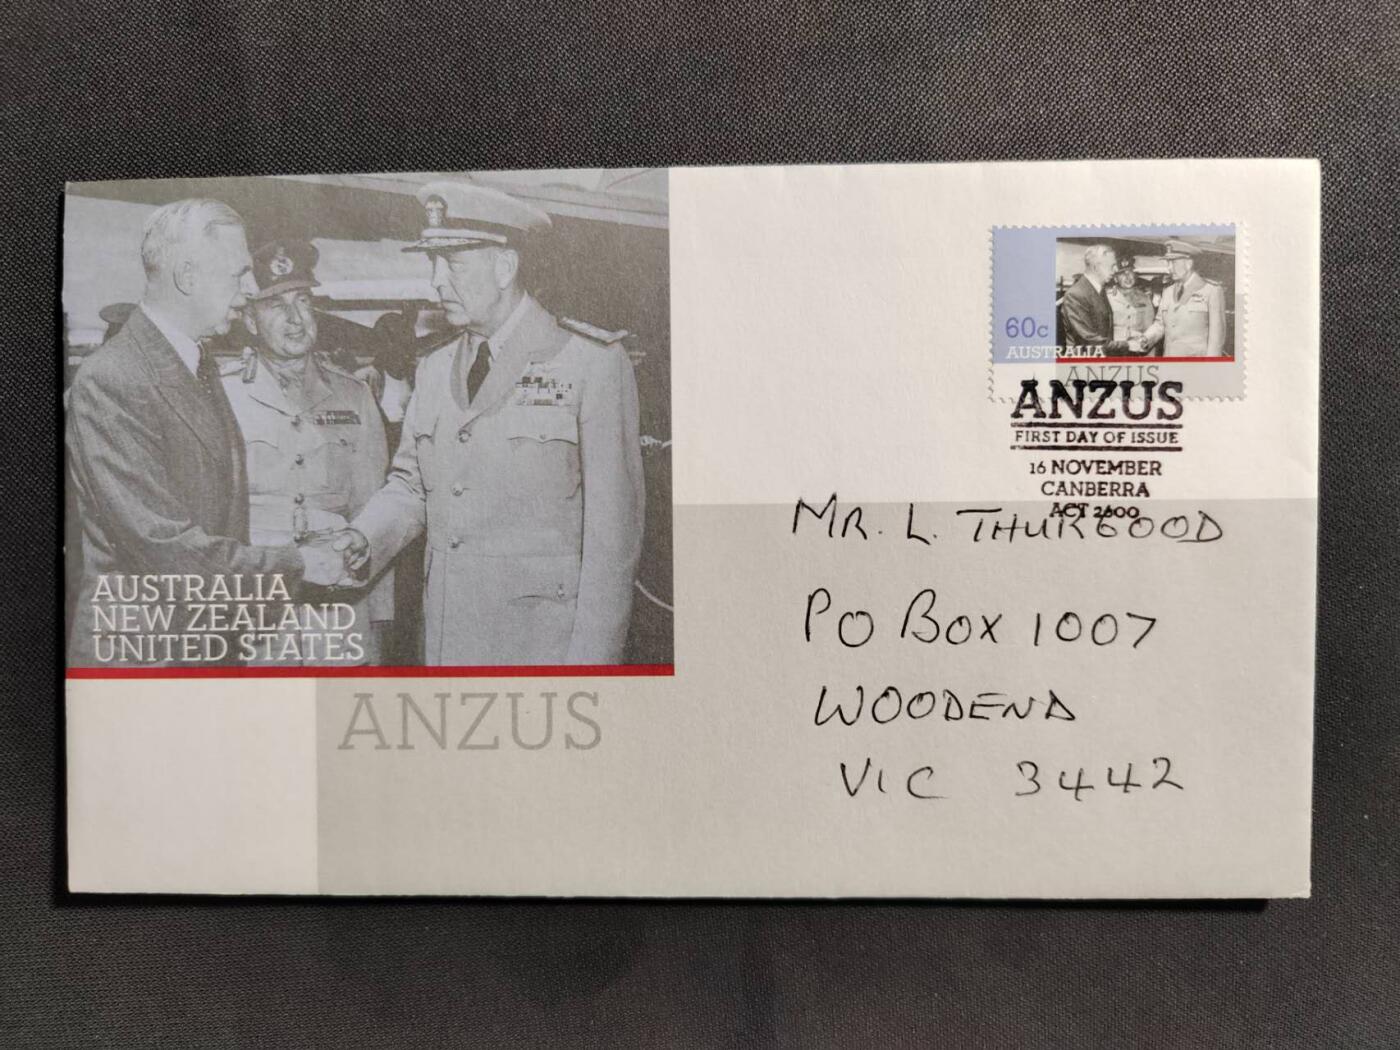 60c
AUSTRALIA
ANZUS
ANZUS
FIRST DAY OF ISSUE
16 NOVEMBER
CANBERRA
ACT 2600
MR. L. THURGOOD
PO BOX 1007
WOODEND
VIC 3442
AUSTRALIA
NEW ZEALAND
UNITED STATES
ANZUS